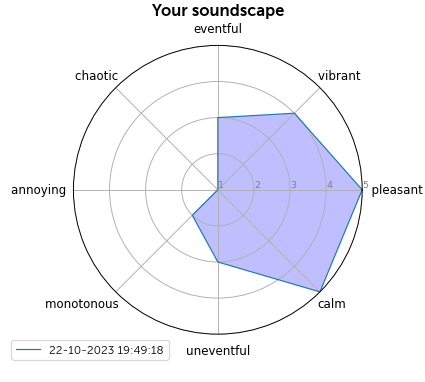 Your soundscape
eventful
chaotic
vibrant
annoying
1
2
3
4
5
pleasant
monotonous
calm
uneventful
22-10-2023 19:49:18